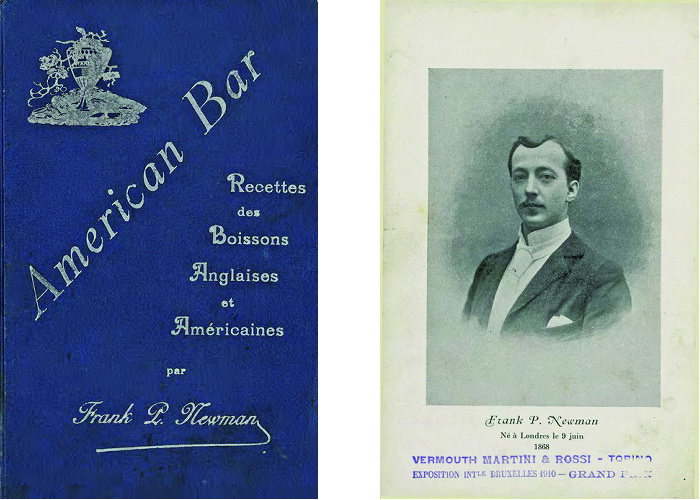 American Bar
Recettes
des
Boissons
Anglaises
et
Américaines
par
Frank P. Newman
Frank P. Newman
Né à Londres le 9 juin
1868
VERMOUTH MARTINI & ROSSI - TORINO
EXPOSITION INTLE BRUXELLES 1910 - GRAND